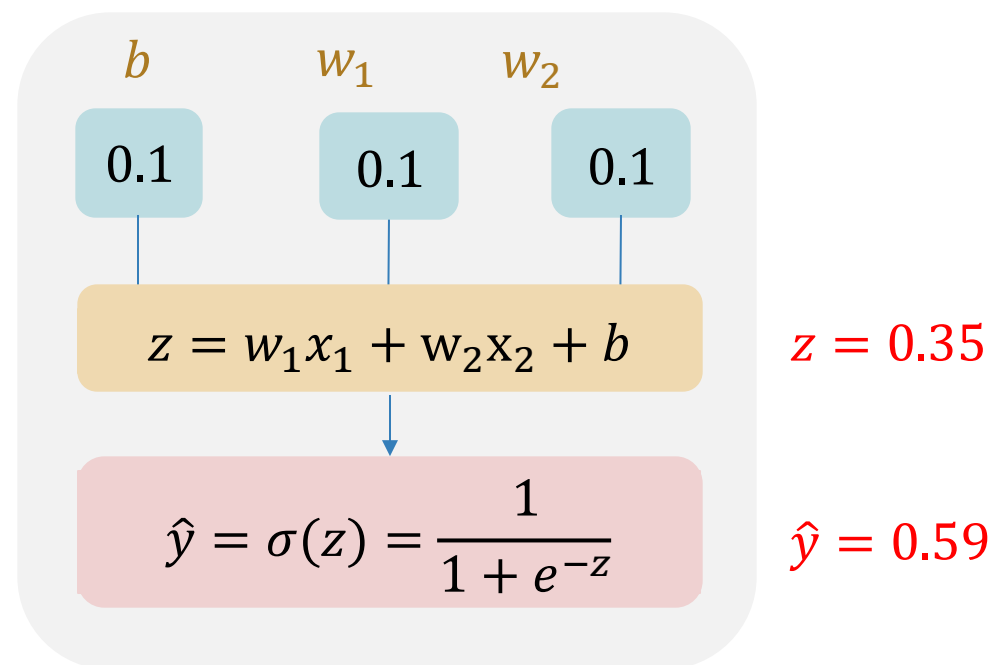 b w₁ w₂
0.1 0.1 0.1
z = w₁x₁ + w₂x₂ + b z = 0.35
ŷ = σ(z) = 1 / (1 + e⁻ᶻ) ŷ = 0.59